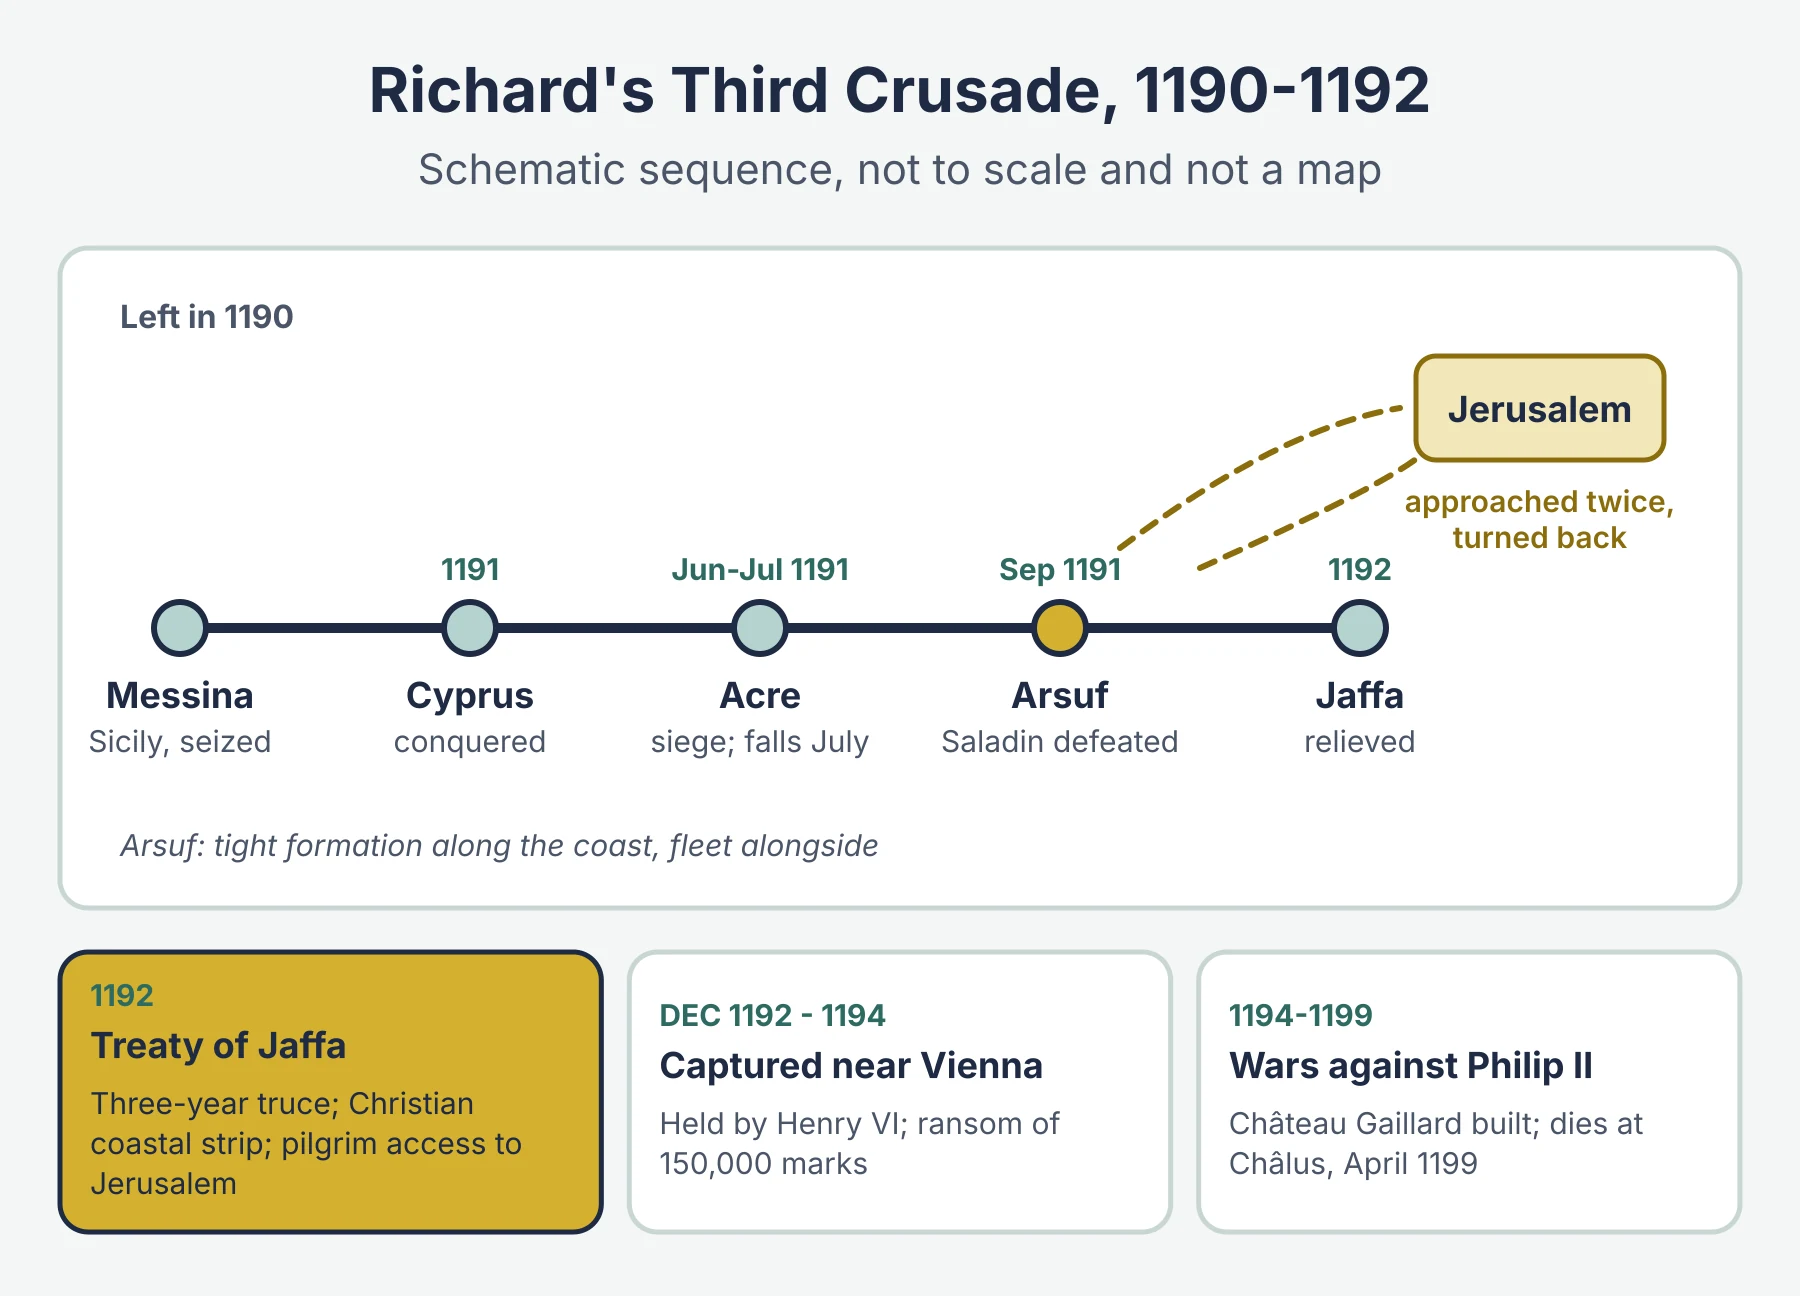 Richard's Third Crusade, 1190-1192
Schematic sequence, not to scale and not a map
Left in 1190
Jerusalem
approached twice,
turned back
1191
Jun-Jul 1191
Sep 1191
1192
Messina
Cyprus
Acre
Arsuf
Jaffa
Sicily, seized
conquered
siege; falls July
Saladin defeated
relieved
Arsuf: tight formation along the coast, fleet alongside
1192
Treaty of Jaffa
Three-year truce; Christian
coastal strip; pilgrim access to
Jerusalem
DEC 1192 - 1194
Captured near Vienna
Held by Henry VI; ransom of
150,000 marks
1194-1199
Wars against Philip II
Château Gaillard built; dies at
Châlus, April 1199